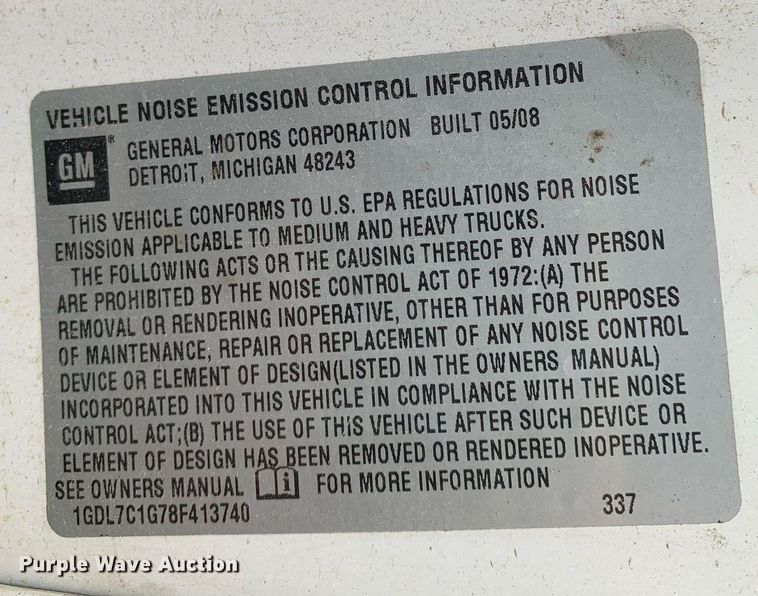 VEHICLE NOISE EMISSION CONTROL INFORMATION
GM® GENERAL MOTORS CORPORATION BUILT 05/08
DETROIT, MICHIGAN 48243
THIS VEHICLE CONFORMS TO U.S. EPA REGULATIONS FOR NOISE
EMISSION APPLICABLE TO MEDIUM AND HEAVY TRUCKS.
THE FOLLOWING ACTS OR THE CAUSING THEREOF BY ANY PERSON
ARE PROHIBITED BY THE NOISE CONTROL ACT OF 1972:(A) THE
REMOVAL OR RENDERING INOPERATIVE, OTHER THAN FOR PURPOSES
OF MAINTENANCE, REPAIR OR REPLACEMENT OF ANY NOISE CONTROL
DEVICE OR ELEMENT OF DESIGN(LISTED IN THE OWNERS MANUAL)
INCORPORATED INTO THIS VEHICLE IN COMPLIANCE WITH THE NOISE
CONTROL ACT;(B) THE USE OF THIS VEHICLE AFTER SUCH DEVICE OR
ELEMENT OF DESIGN HAS BEEN REMOVED OR RENDERED INOPERATIVE.
SEE OWNERS MANUAL i FOR MORE INFORMATION
1GDL7C1G78F413740 337
Purple Wave Auction